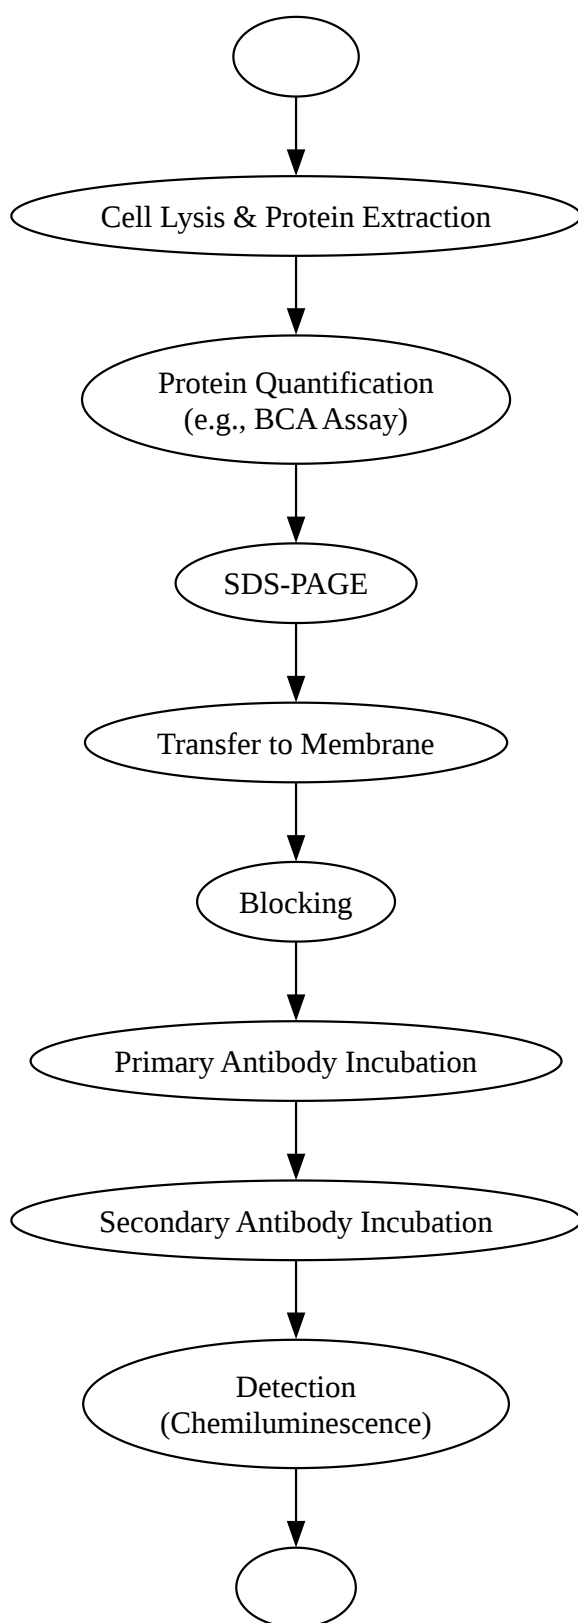 Cell Lysis & Protein Extraction
Protein Quantification
(e.g., BCA Assay)
SDS-PAGE
Transfer to Membrane
Blocking
Primary Antibody Incubation
Secondary Antibody Incubation
Detection
(Chemiluminescence)